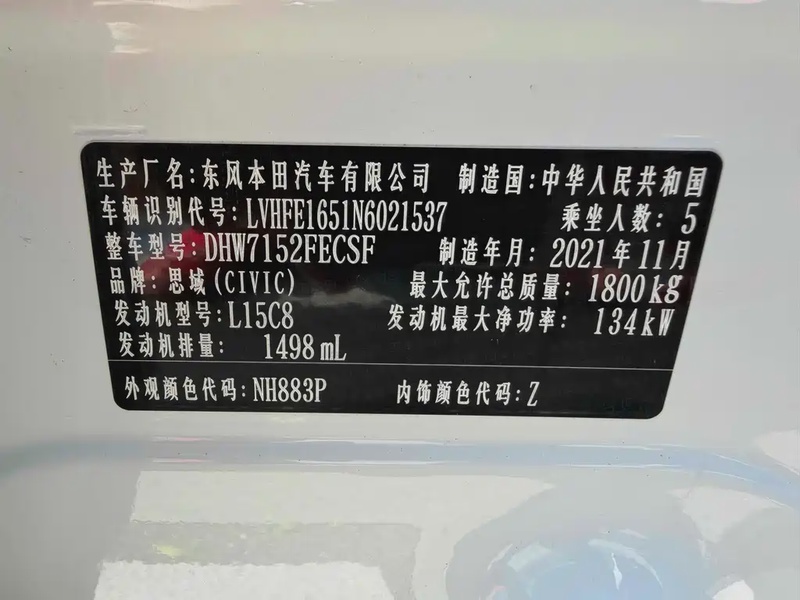 生产厂名:东风本田汽车有限公司 制造国:中华人民共和国
车辆识别代号:LVHFE1651N6021537 乘坐人数:5
整车型号:DHW7152FECSF 制造年月:2021年11月
品牌:思域(CIVIC) 最大允许总质量:1800kg
发动机型号:L15C8 发动机最大净功率:134kW
发动机排量: 1498mL
外观颜色代码:NH883P 内饰颜色代码:Z